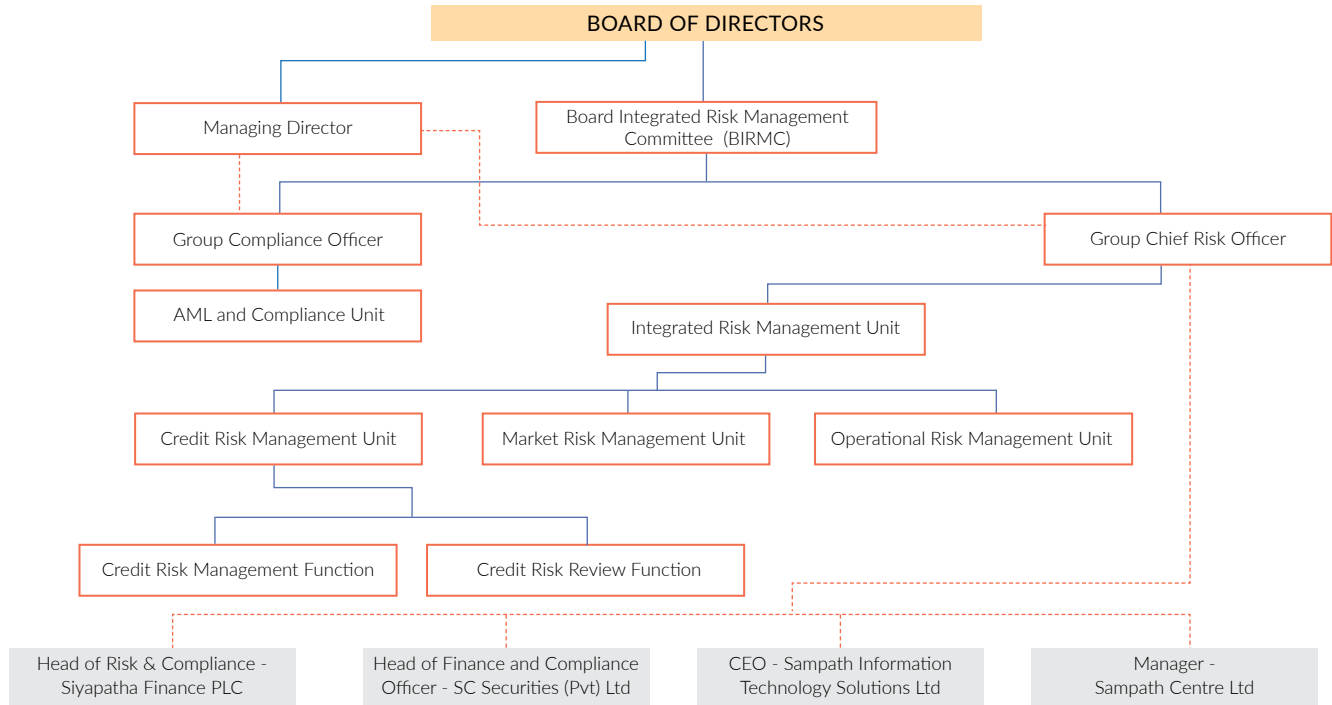 BOARD OF DIRECTORS
Managing Director
Board Integrated Risk Management
Committee (BIRMC)
Group Compliance Officer
Group Chief Risk Officer
AML and Compliance Unit
Integrated Risk Management Unit
Credit Risk Management Unit
Market Risk Management Unit
Operational Risk Management Unit
Credit Risk Management Function
Credit Risk Review Function
Head of Risk & Compliance -
Siyapatha Finance PLC
Head of Finance and Compliance
Officer - SC Securities (Pvt) Ltd
CEO - Sampath Information
Technology Solutions Ltd
Manager -
Sampath Centre Ltd